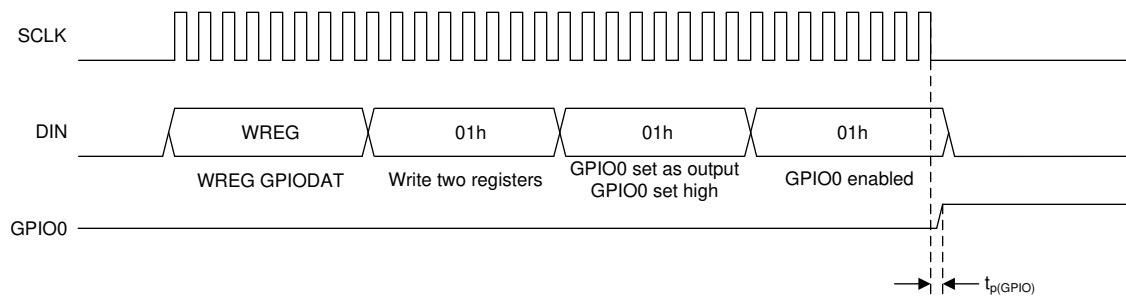 SCLK
DIN
WREG
01h
01h
01h
WREG GPIODAT
Write two registers
GPIO0 set as output
GPIO0 set high
GPIO0 enabled
GPIO0
tp(GPIO)